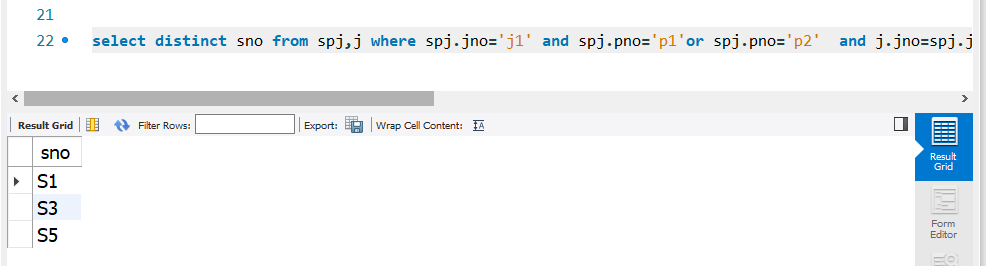 21
22 select distinct sno from spj,j where spj.jno='j1' and spj.pno='p1'or spj.pno='p2'  and j.jno=spj.j
Result Grid Filter Rows: Export: Wrap Cell Content:
sno
S1
S3
S5
Result
Grid
Form
Editor